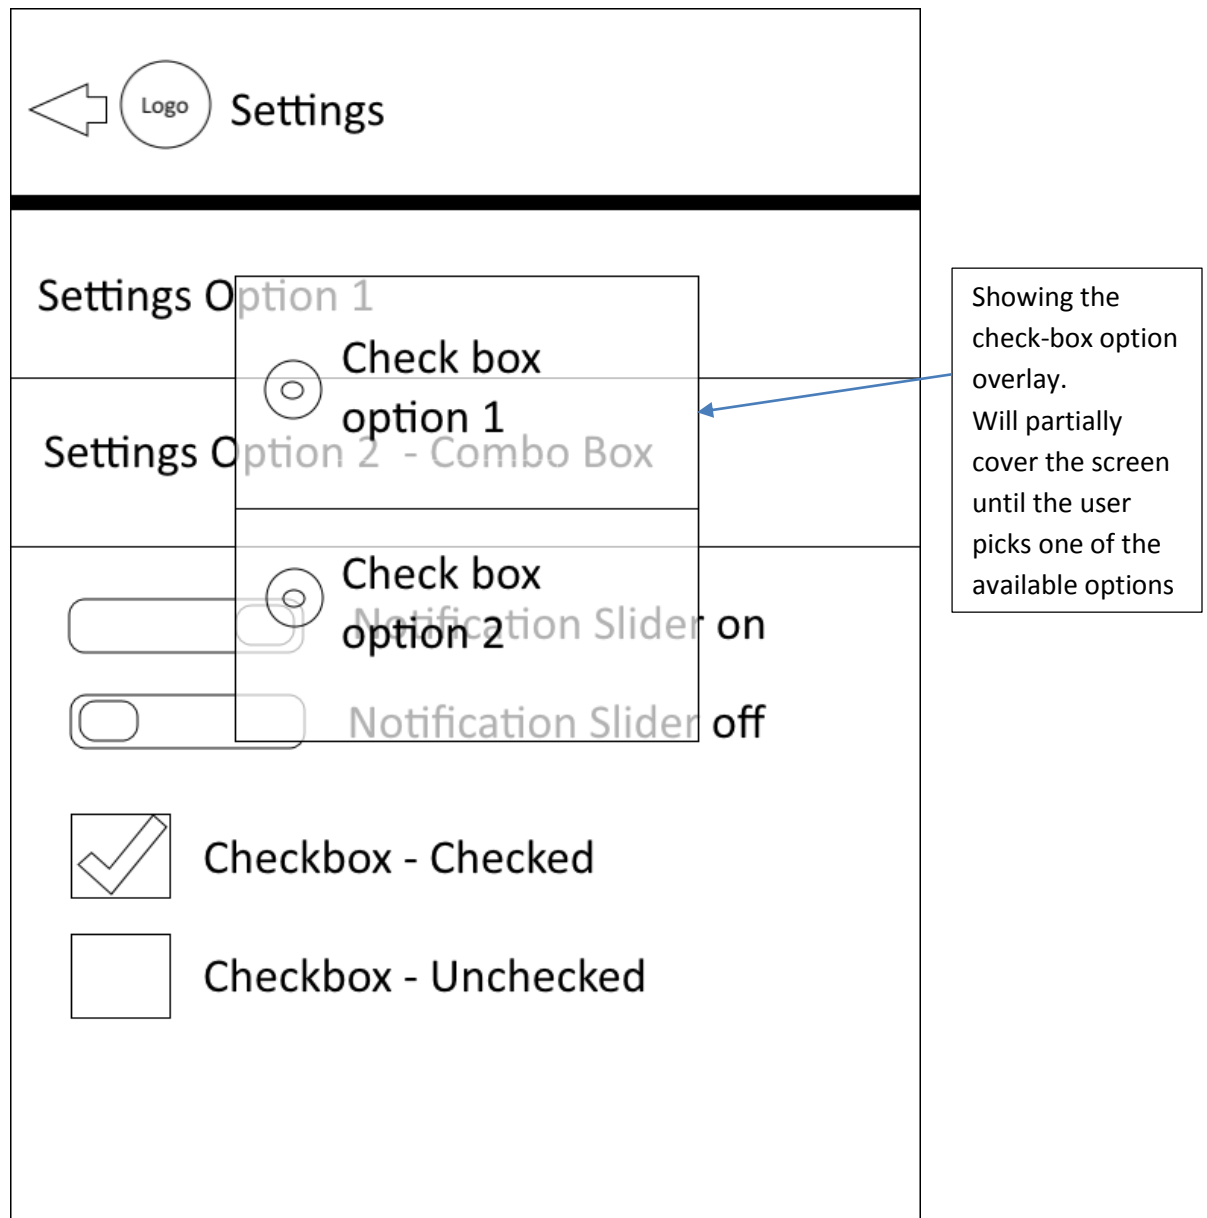 Logo
Settings
Settings Option 1
Check box
option 1
Settings Option 2 - Combo Box
Check box
option 2
Notification Slider on
Notification Slider off
Checkbox - Checked
Checkbox - Unchecked
Showing the
check-box option
overlay.
Will partially
cover the screen
until the user
picks one of the
available options